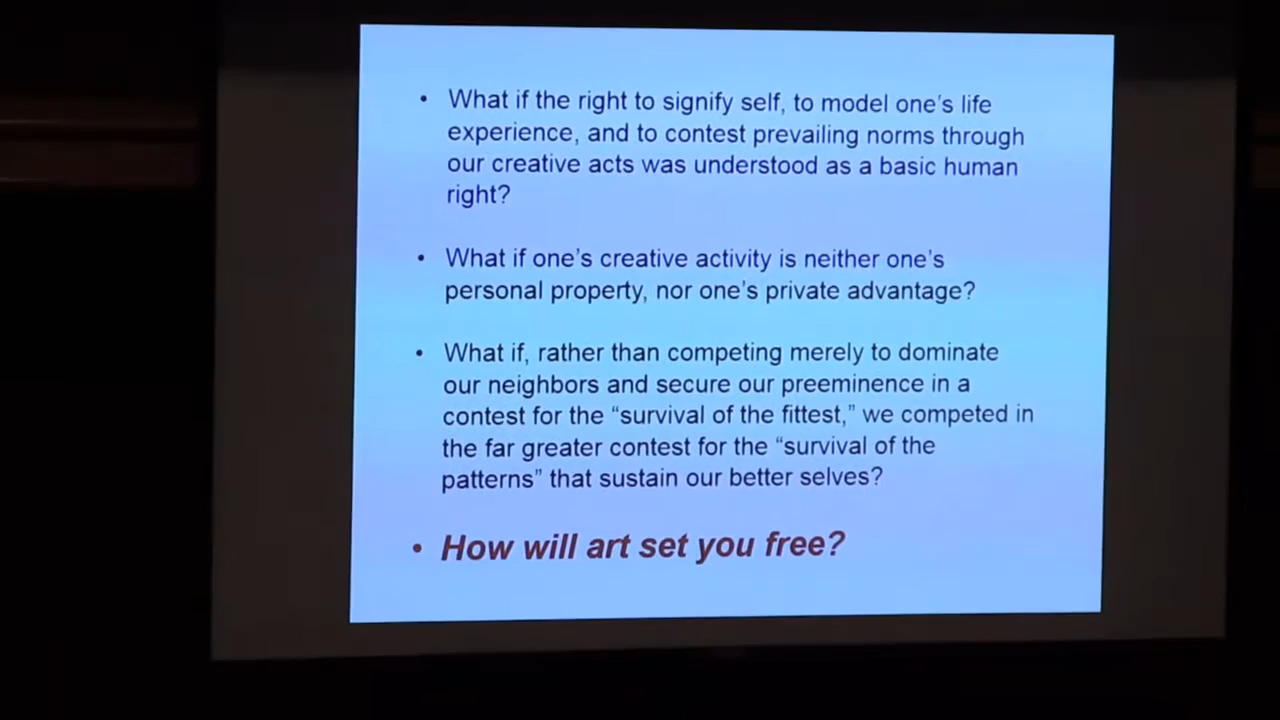 • What if the right to signify self, to model one's life
experience, and to contest prevailing norms through
our creative acts was understood as a basic human
right?
• What if one's creative activity is neither one's
personal property, nor one's private advantage?
• What if, rather than competing merely to dominate
our neighbors and secure our preeminence in a
contest for the “survival of the fittest,” we competed in
the far greater contest for the “survival of the
patterns” that sustain our better selves?
• How will art set you free?